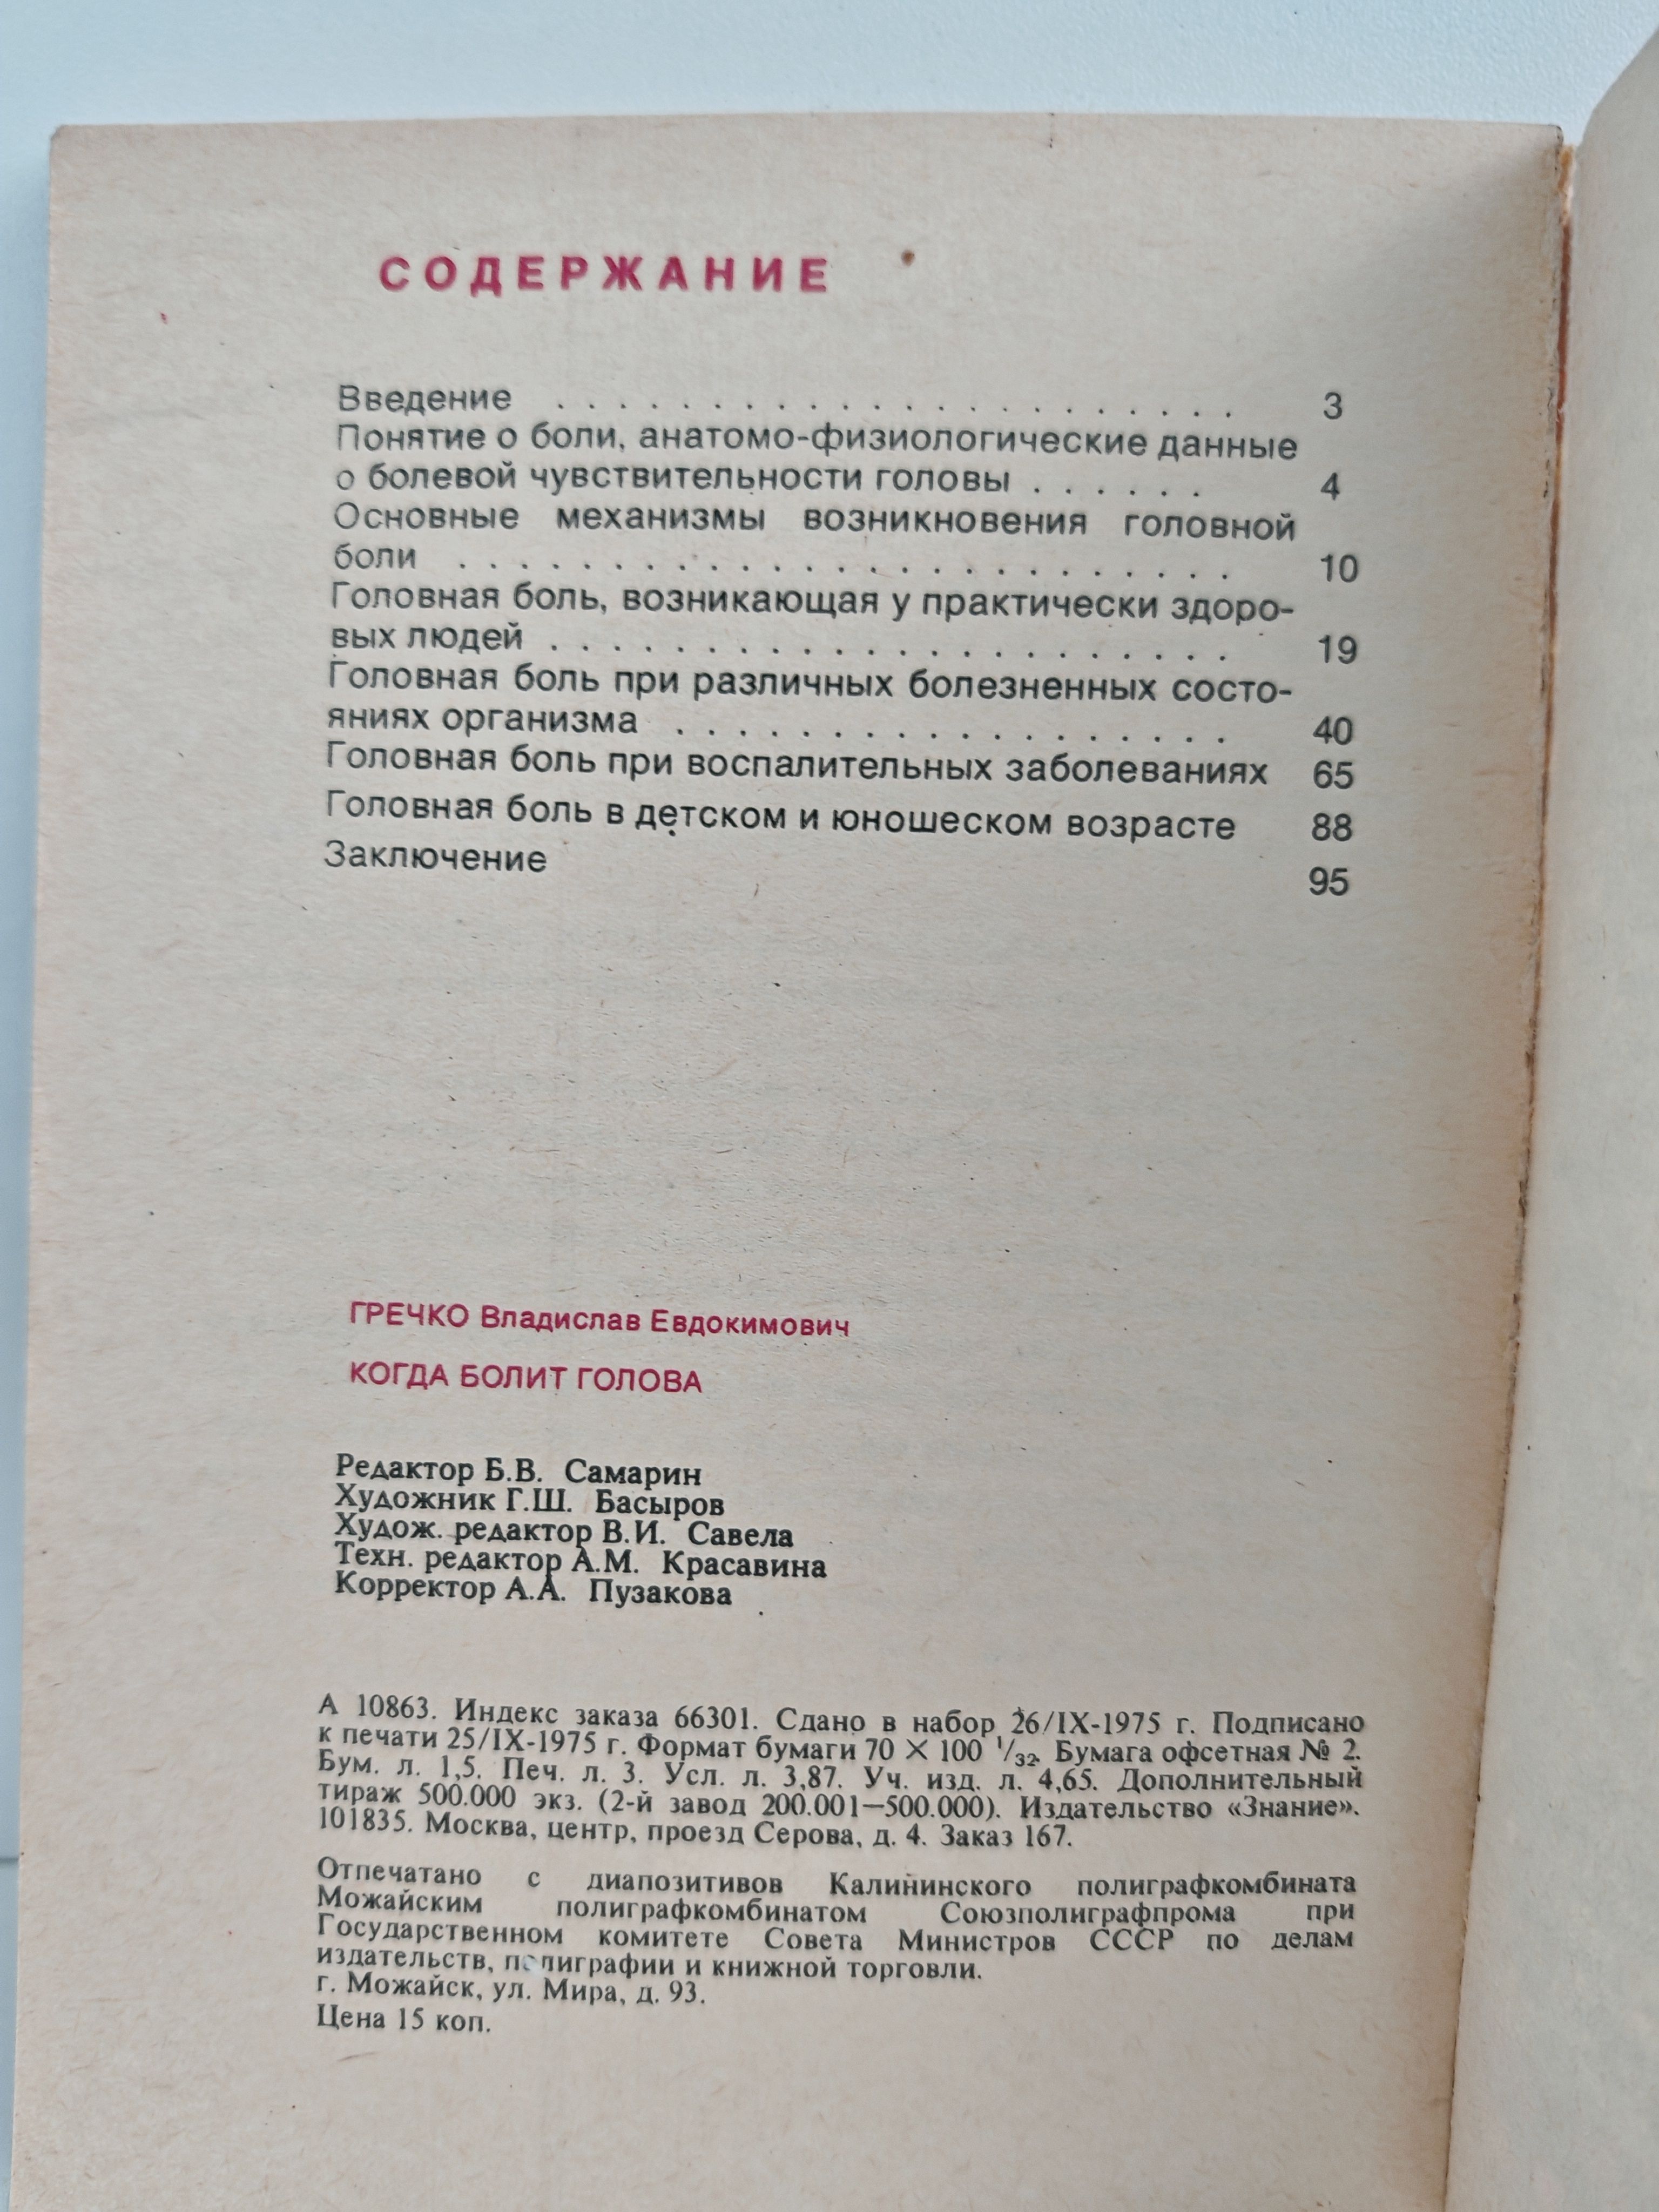 СОДЕРЖАНИЕ
Введение . . . . . . . . . . . . . . . . . . . . . . . 3
Понятие о боли, анатомо-физиологические данные
о болевой чувствительности головы . . . . . . 4
Основные механизмы возникновения головной
боли . . . . . . . . . . . . . . . . . . . . . . . . . . 10
Головная боль, возникающая у практически здоро-
вых людей . . . . . . . . . . . . . . . . . . . . . . . 19
Головная боль при различных болезненных состо-
яниях организма . . . . . . . . . . . . . . . . . . . 40
Головная боль при воспалительных заболеваниях 65
Головная боль в детском и юношеском возрасте 88
Заключение 95
ГРЕЧКО Владислав Евдокимович
КОГДА БОЛИТ ГОЛОВА
Редактор Б.В. Самарин
Художник Г.Ш. Басыров
Худож. редактор В.И. Савела
Техн. редактор А.М. Красавина
Корректор А.А. Пузакова
А 10863. Индекс заказа 66301. Сдано в набор 26/IX-1975 г. Подписано
к печати 25/IX-1975 г. Формат бумаги 70 × 100 1/32. Бумага офсетная № 2.
Бум. л. 1,5. Печ. л. 3. Усл. л. 3,87. Уч. изд. л. 4,65. Дополнительный
тираж 500.000 экз. (2-й завод 200.001—500.000). Издательство «Знание».
101835. Москва, центр, проезд Серова, д. 4. Заказ 167.
Отпечатано с диапозитивов Калининского полиграфкомбината
Можайским полиграфкомбинатом Союзполиграфпрома при
Государственном комитете Совета Министров СССР по делам
издательств, полиграфии и книжной торговли.
г. Можайск, ул. Мира, д. 93.
Цена 15 коп.